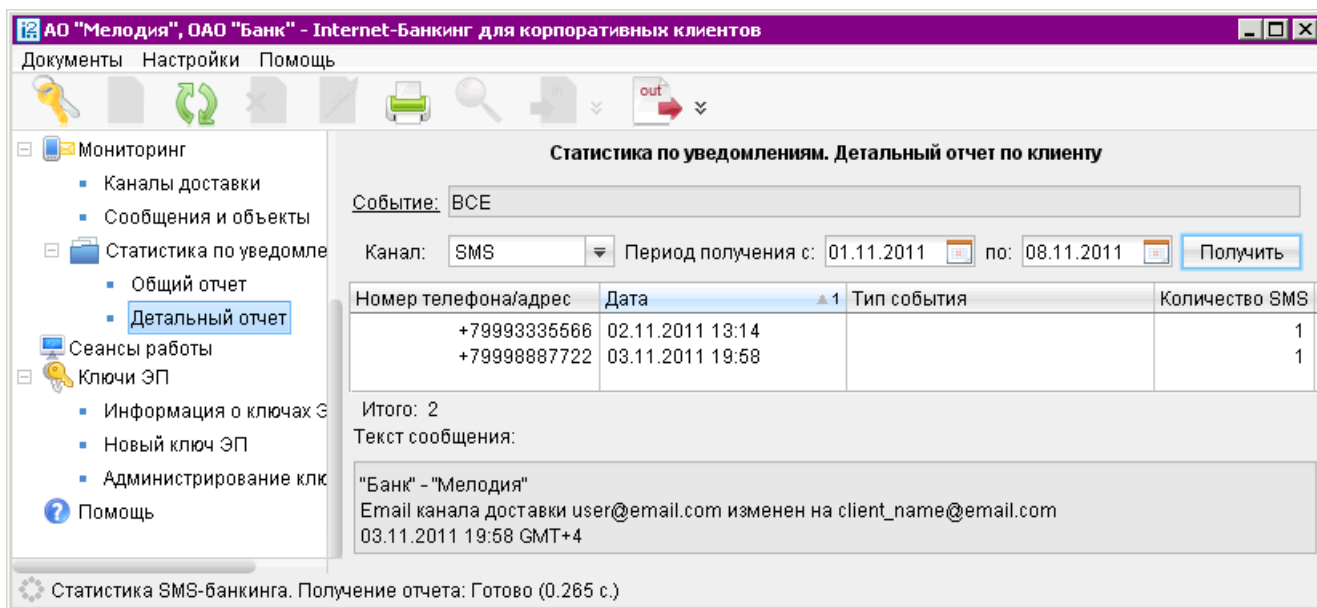 АО "Мелодия", ОАО "Банк" - Internet-Банкинг для корпоративных клиентов
Документы Настройки Помощь
in out
Мониторинг
Каналы доставки
Сообщения и объекты
Статистика по уведомле
Общий отчет
Детальный отчет
Сеансы работы
Ключи ЭП
Информация о ключах Э
Новый ключ ЭП
Администрирование клю
Помощь
Статистика по уведомлениям. Детальный отчет по клиенту
Событие: ВСЕ
Канал: SMS Период получения с: 01.11.2011 по: 08.11.2011 Получить
Номер телефона/адрес Дата 1 Тип события Количество SMS
+79993335566 02.11.2011 13:14 1
+79998887722 03.11.2011 19:58 1
Итого: 2
Текст сообщения:
"Банк" - "Мелодия"
Email канала доставки user@email.com изменен на client_name@email.com
03.11.2011 19:58 GMT+4
Статистика SMS-банкинга. Получение отчета: Готово (0.265 с.)